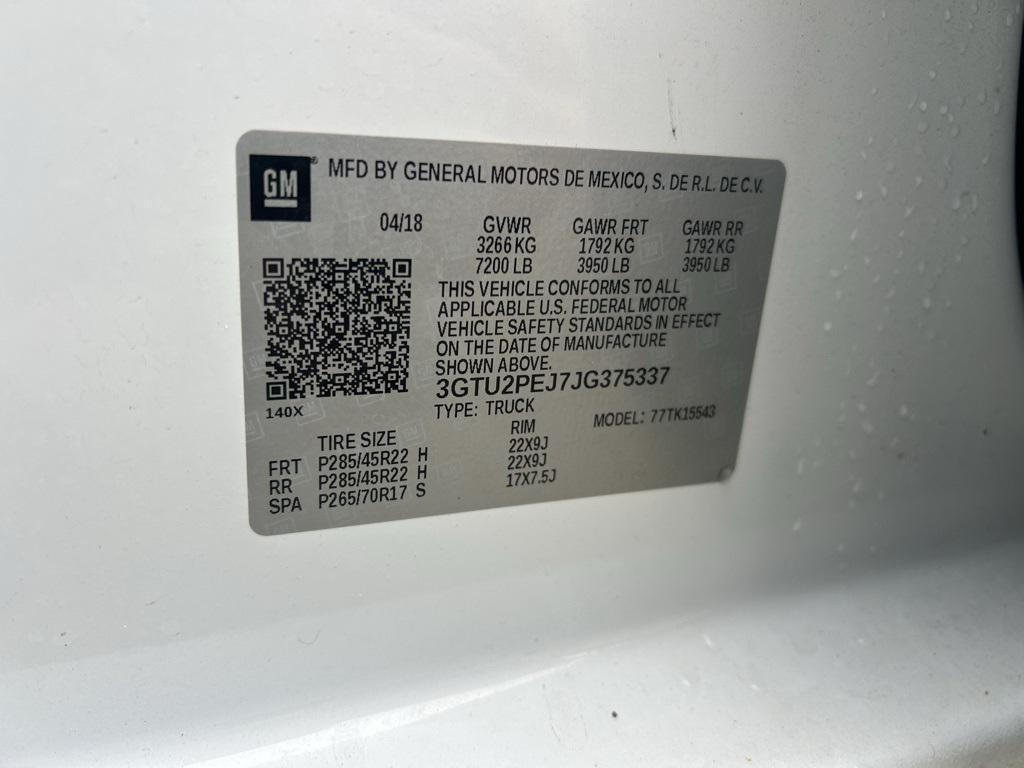 GM
MFD BY GENERAL MOTORS DE MEXICO, S. DE R.L. DE C.V.
04/18 GVWR GAWR FRT GAWR RR
3266 KG 1792 KG 1792 KG
7200 LB 3950 LB 3950 LB
THIS VEHICLE CONFORMS TO ALL
APPLICABLE U.S. FEDERAL MOTOR
VEHICLE SAFETY STANDARDS IN EFFECT
ON THE DATE OF MANUFACTURE
SHOWN ABOVE.
3GTU2PEJ7JG375337
140X
TYPE: TRUCK MODEL: 77TK15543
TIRE SIZE RIM
FRT P285/45R22 H 22X9J
RR P285/45R22 H 22X9J
SPA P265/70R17 S 17X7.5J